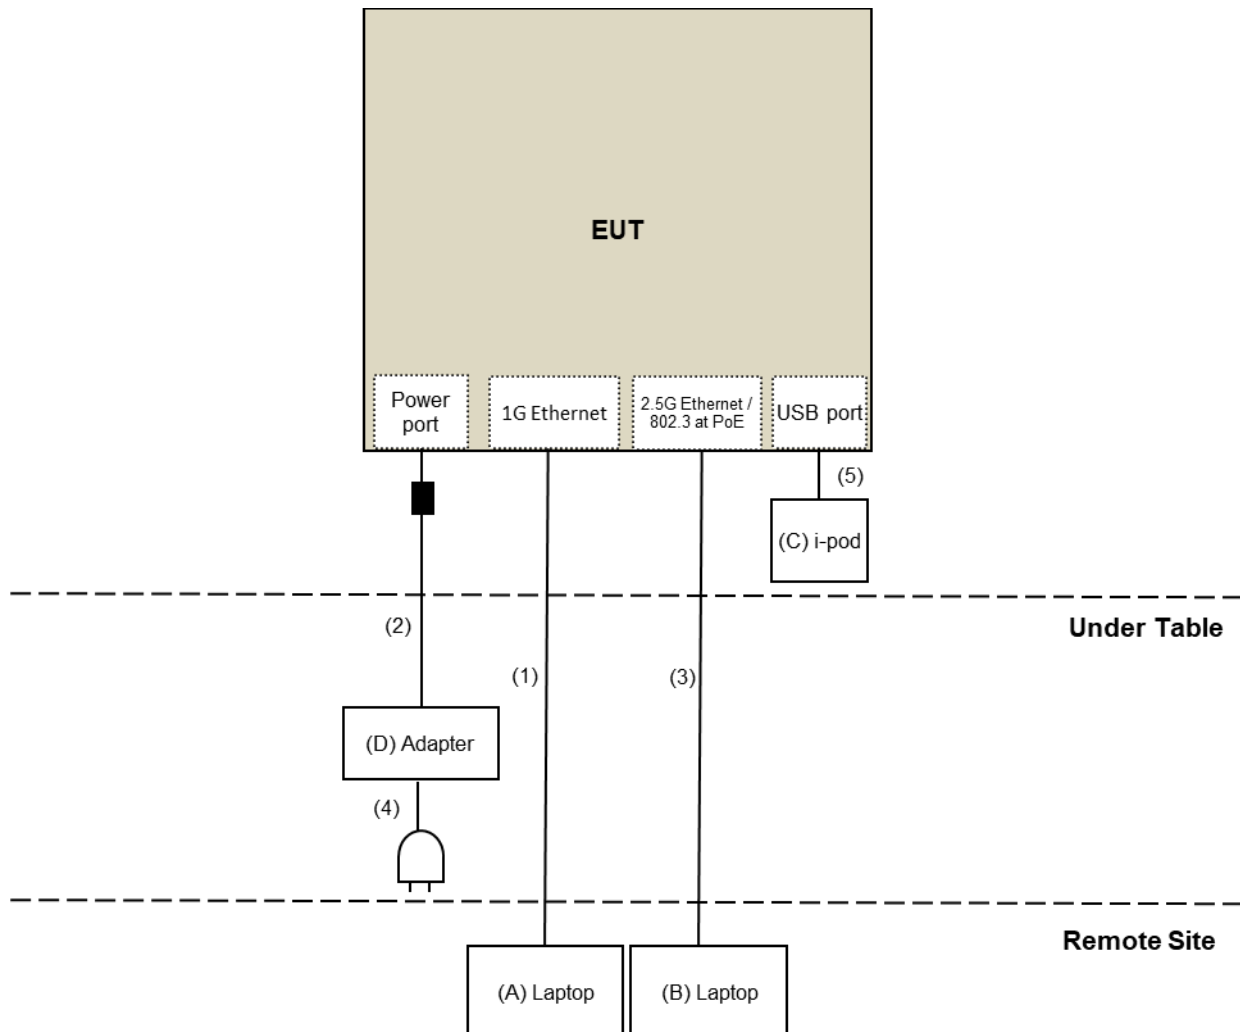 EUT
Power
port
1G Ethernet
2.5G Ethernet /
802.3 at PoE
USB port
(5)
(C) i-pod
(2)
Under Table
(1)
(3)
(D) Adapter
(4)
Remote Site
(A) Laptop
(B) Laptop